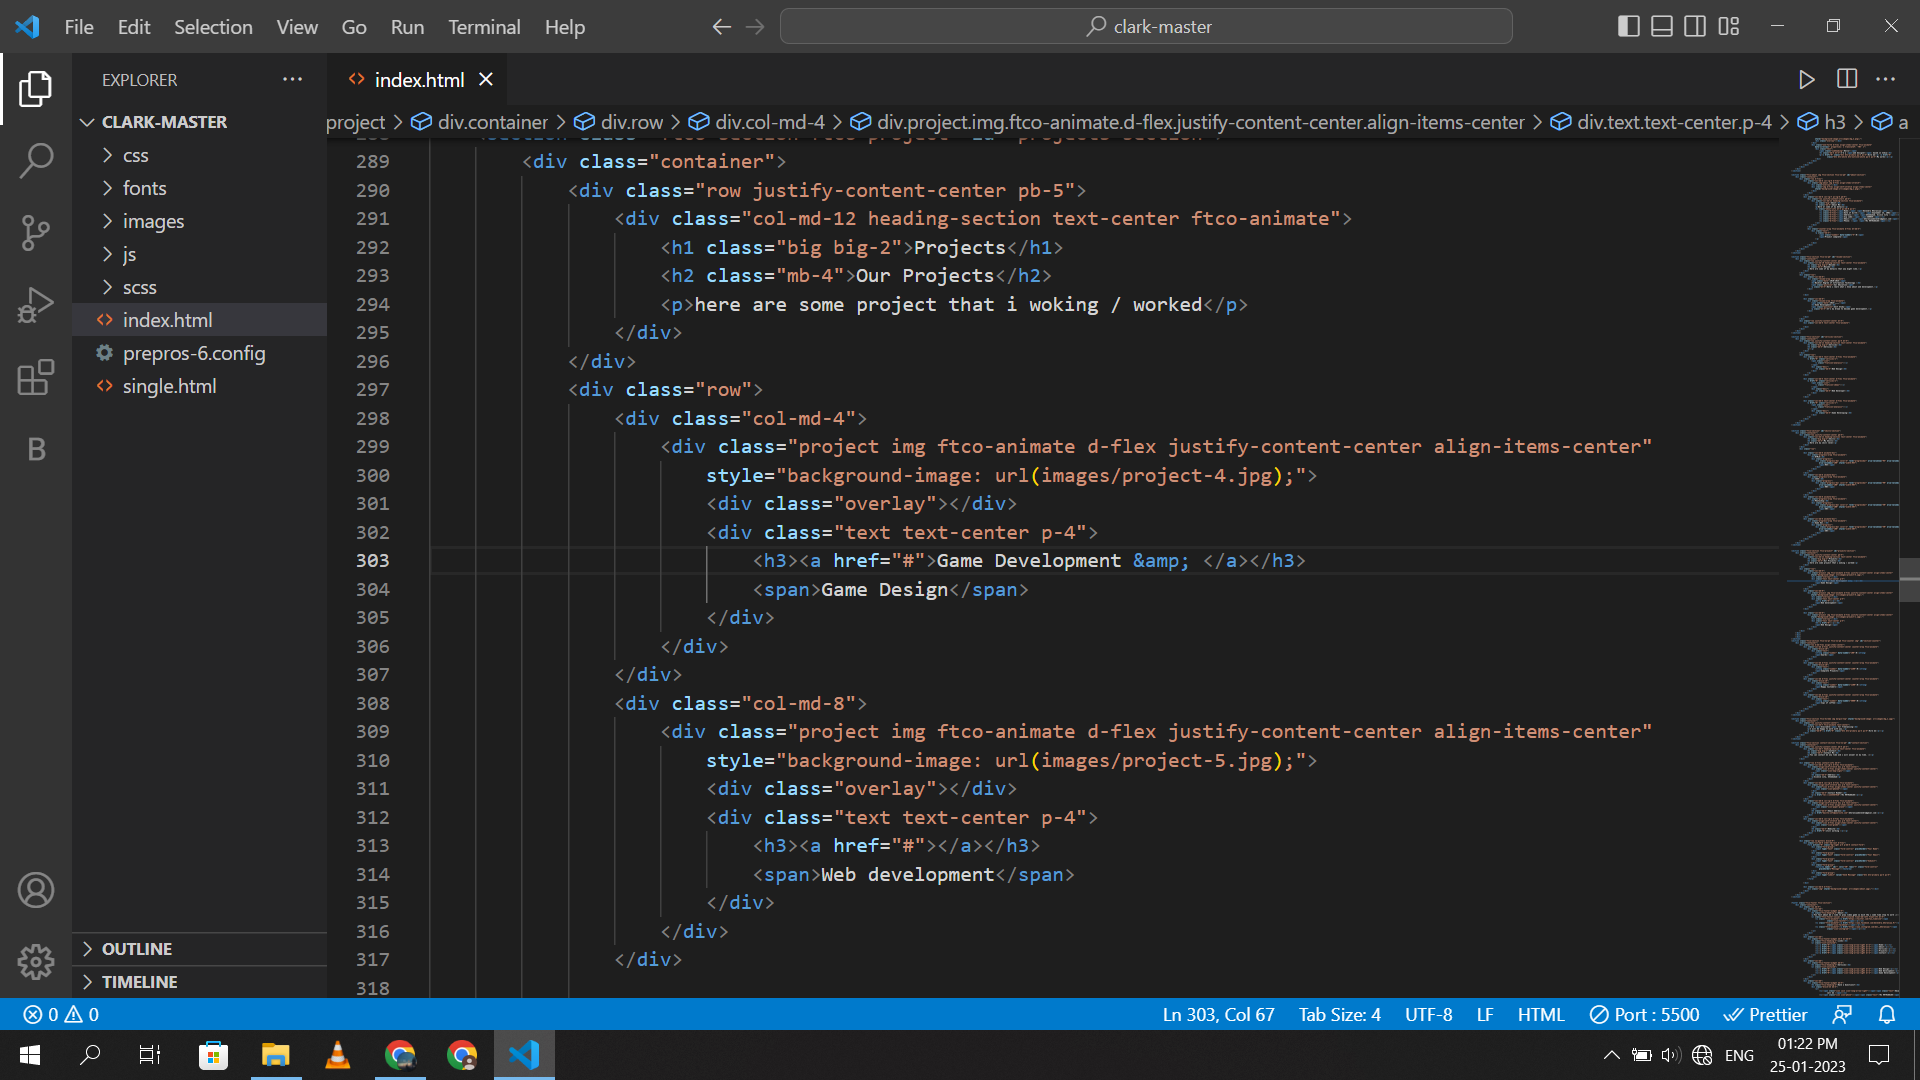 File Edit Selection View Go Run Terminal Help
clark-master
EXPLORER
index.html
CLARK-MASTER
css
fonts
images
js
scss
index.html
prepros-6.config
single.html
OUTLINE
TIMELINE
project > div.container > div.row > div.col-md-4 > div.project.img.ftco-animate.d-flex.justify-content-center.align-items-center > div.text.text-center.p-4 > h3 > a
289 <div class="container">
290 <div class="row justify-content-center pb-5">
291 <div class="col-md-12 heading-section text-center ftco-animate">
292 <h1 class="big big-2">Projects</h1>
293 <h2 class="mb-4">Our Projects</h2>
294 <p>here are some project that i woking / worked</p>
295 </div>
296 </div>
297 <div class="row">
298 <div class="col-md-4">
299 <div class="project img ftco-animate d-flex justify-content-center align-items-center"
300 style="background-image: url(images/project-4.jpg);">
301 <div class="overlay"></div>
302 <div class="text text-center p-4">
303 <h3><a href="#">Game Development &amp; </a></h3>
304 <span>Game Design</span>
305 </div>
306 </div>
307 </div>
308 <div class="col-md-8">
309 <div class="project img ftco-animate d-flex justify-content-center align-items-center"
310 style="background-image: url(images/project-5.jpg);">
311 <div class="overlay"></div>
312 <div class="text text-center p-4">
313 <h3><a href="#"></a></h3>
314 <span>Web development</span>
315 </div>
316 </div>
317 </div>
318
0 0
Ln 303, Col 67 Tab Size: 4 UTF-8 LF HTML Port : 5500 Prettier
ENG
01:22 PM
25-01-2023